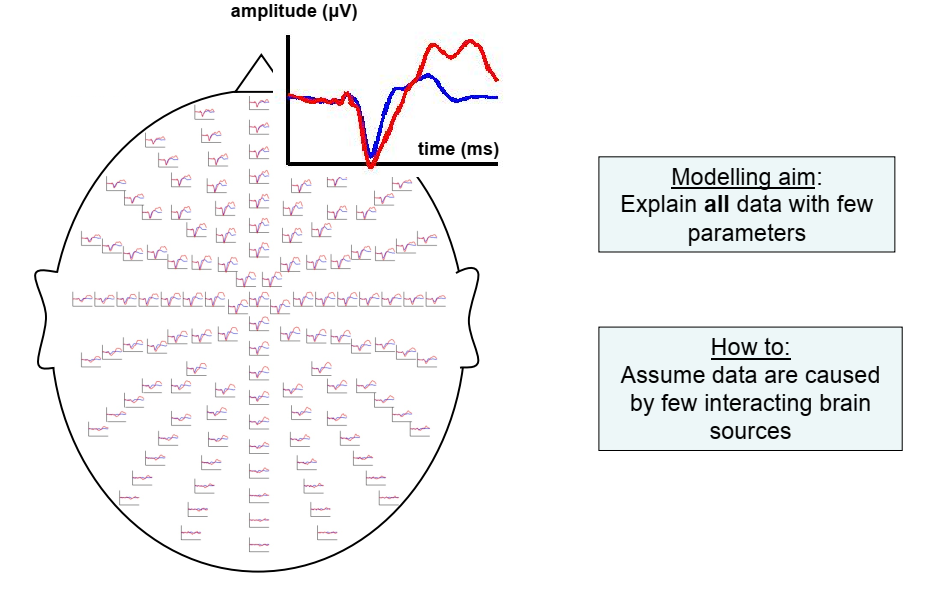 amplitude (µV)
time (ms)
Modelling aim:
Explain all data with few
parameters
How to:
Assume data are caused
by few interacting brain
sources